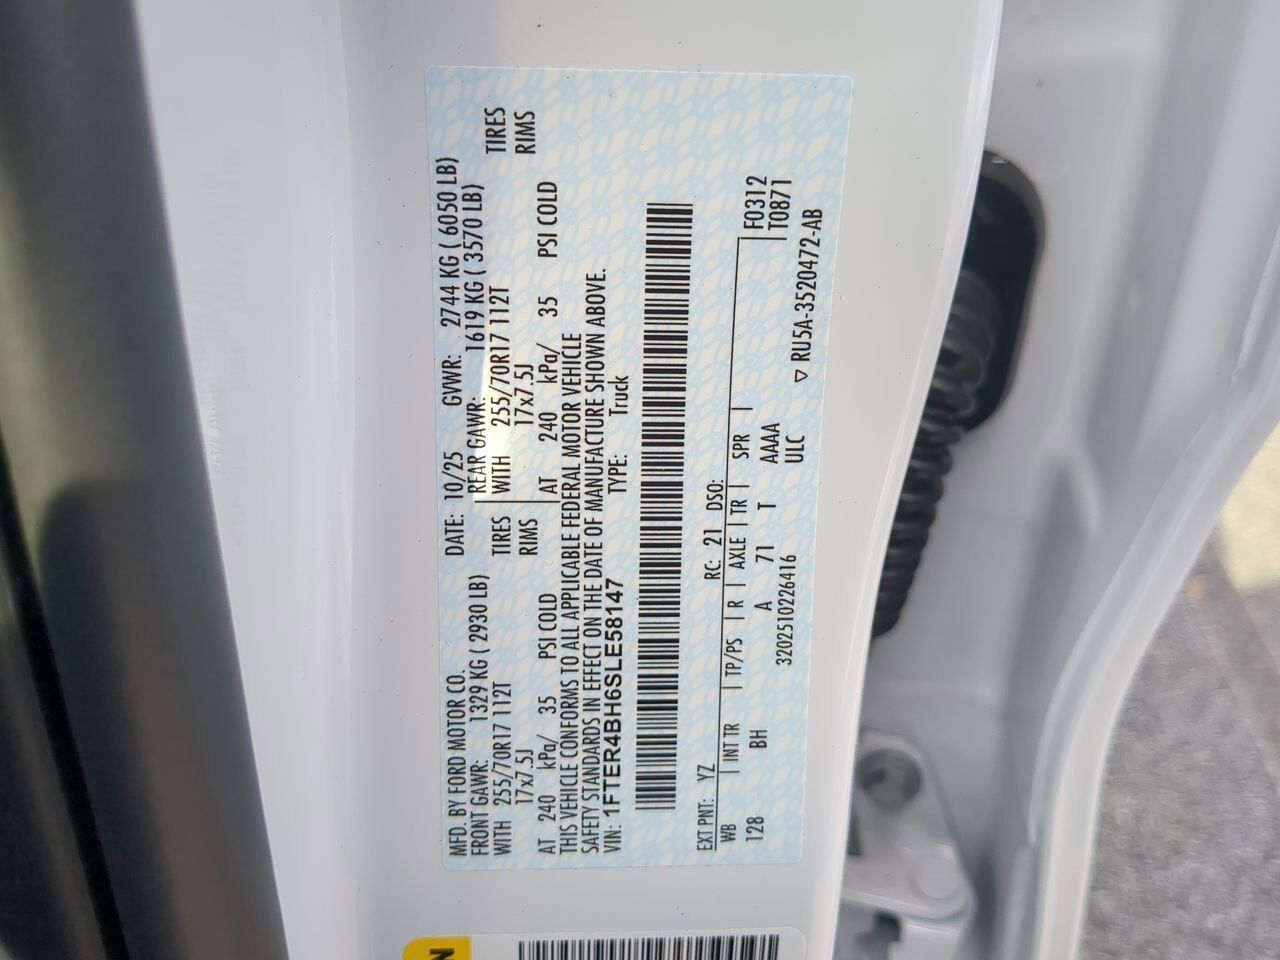 MFD. BY FORD MOTOR CO. DATE: 10/25 GVWR: 2744 KG ( 6050 LB)
FRONT GAWR: 1329 KG ( 2930 LB) REAR GAWR: 1619 KG ( 3570 LB)
WITH 255/70R17 112T TIRES WITH 255/70R17 112T TIRES
17x7.5J RIMS 17x7.5J RIMS
AT 240 kPa/ 35 PSI COLD AT 240 kPa/ 35 PSI COLD
THIS VEHICLE CONFORMS TO ALL APPLICABLE FEDERAL MOTOR VEHICLE
SAFETY STANDARDS IN EFFECT ON THE DATE OF MANUFACTURE SHOWN ABOVE.
VIN: 1FTER4BH6SLE58147 TYPE: Truck
EXT PNT: YZ RC: 21 DSO: F0312
WB INT TR TP/PS R AXLE TR SPR T0871
128 BH A 71 T AAAA
3202510226416 ULC
▽ RU5A-3520472-AB
N